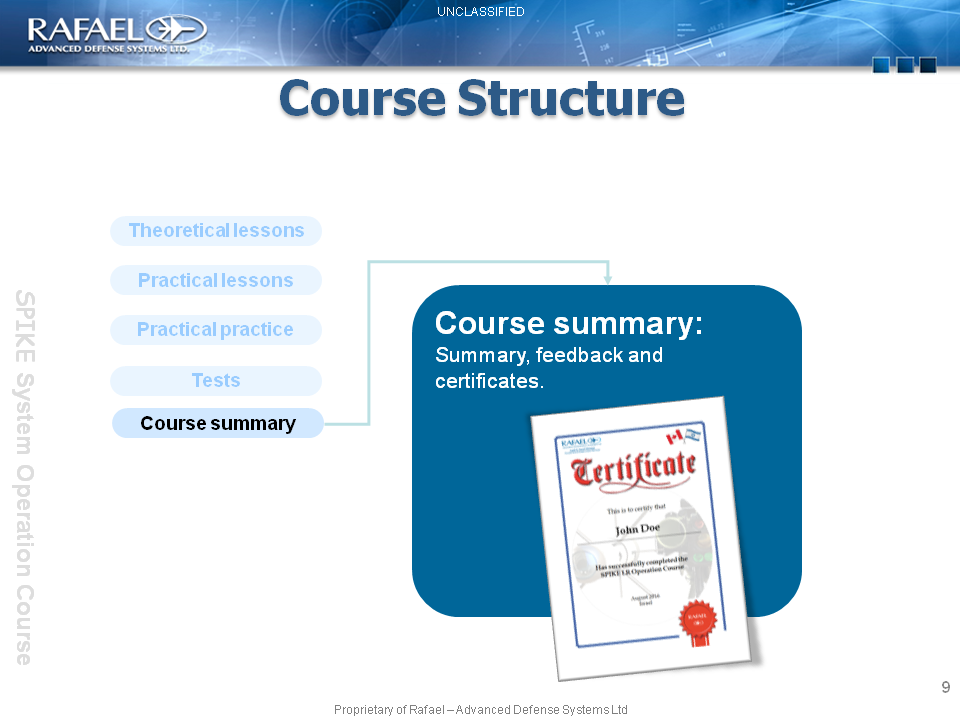 UNCLASSIFIED
RAFAEL
ADVANCED DEFENSE SYSTEMS LTD.
Course Structure
Theoretical lessons
Practical lessons
Practical practice
Tests
Course summary
Course summary:
Summary, feedback and
certificates.
RAFAEL
Certificate
This is to certify that
John Doe
Has successfully completed the
SPIKE LR Operation Course
August 2016
Israel
RAFAEL
SPIKE System Operation Course
9
Proprietary of Rafael – Advanced Defense Systems Ltd